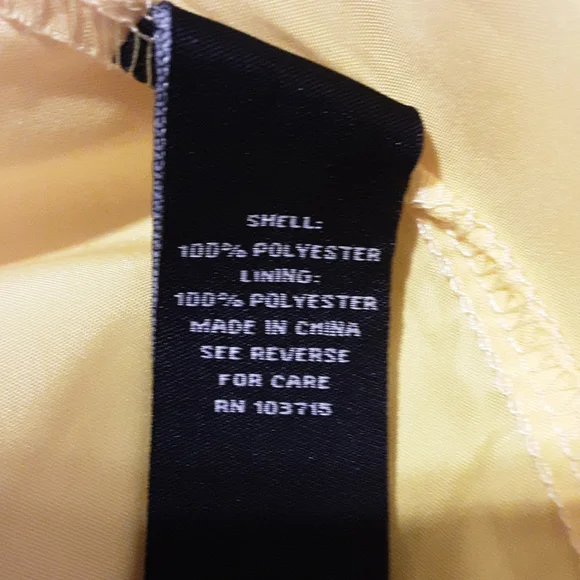 SHELL:
100% POLYESTER
LINING:
100% POLYESTER
MADE IN CHINA
SEE REVERSE
FOR CARE
RN 103715